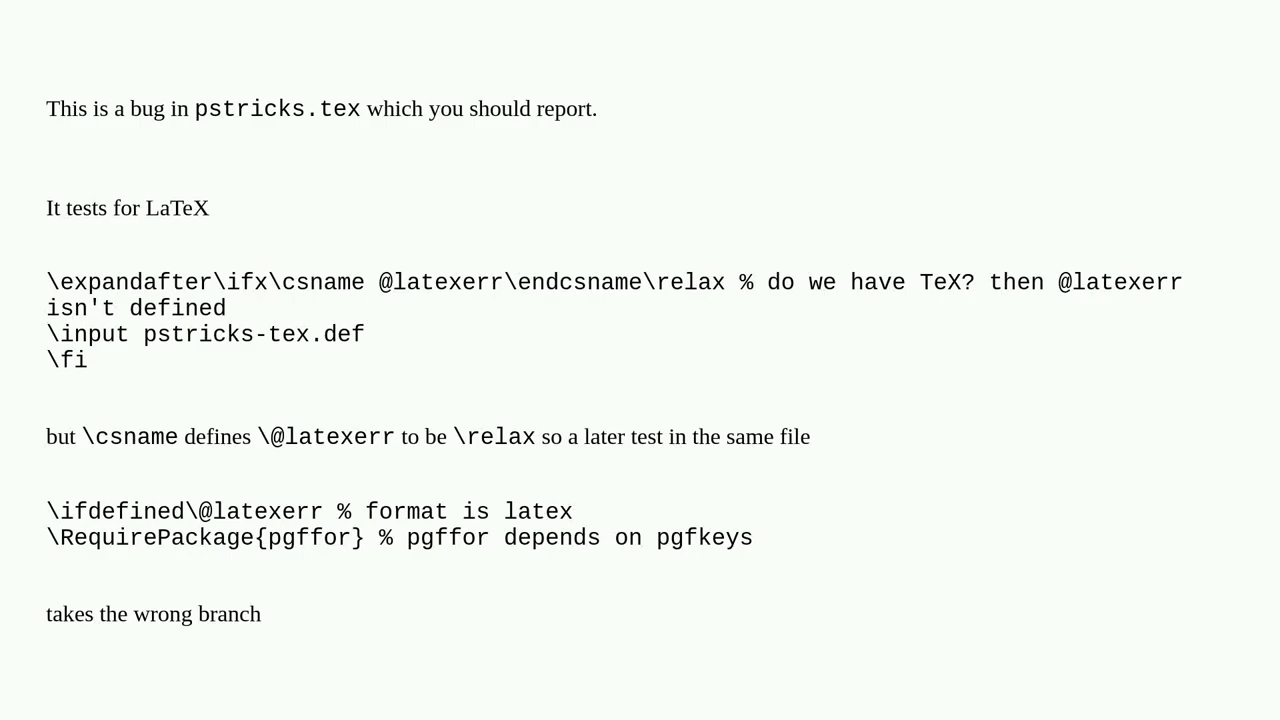 This is a bug in pstricks.tex which you should report.
It tests for LaTeX
\expandafter\ifx\csname @latexerr\endcsname\relax % do we have TeX? then @latexerr
isn't defined
\input pstricks-tex.def
\fi
but \csname defines \@latexerr to be \relax so a later test in the same file
\ifdefined\@latexerr % format is latex
\RequirePackage{pgffor} % pgffor depends on pgfkeys
takes the wrong branch